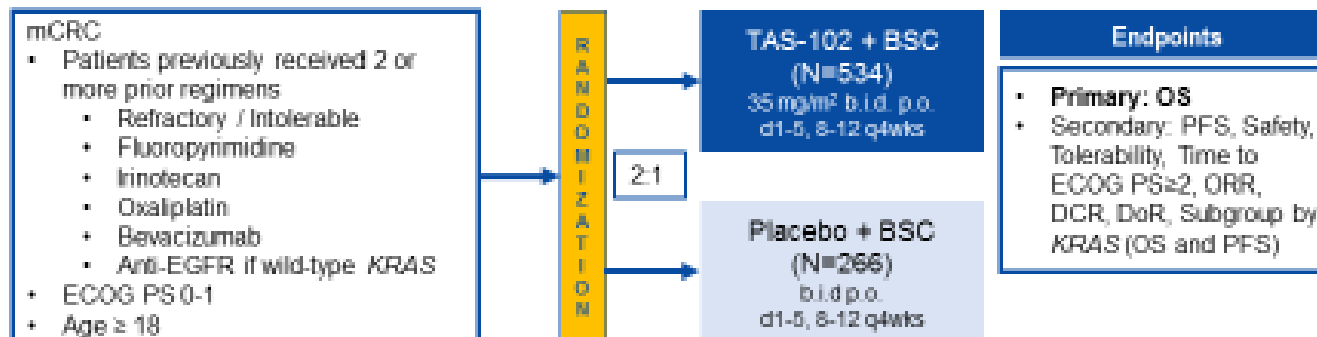 mCRC
• Patients previously received 2 or
more prior regimens
• Refractory / Intolerable
• Fluoropyrimidine
• Irinotecan
• Oxaliplatin
• Bevacizumab
• Anti-EGFR if wild-type KRAS
• ECOG PS 0-1
• Age ≥ 18
RANDOMIZATION
2:1
TAS-102 + BSC
(N=534)
35 mg/m² b.i.d. p.o.
d1-5, 8-12 q4wks
Placebo + BSC
(N=266)
b.i.d p.o.
d1-5, 8-12 q4wks
Endpoints
• Primary: OS
• Secondary: PFS, Safety,
Tolerability, Time to
ECOG PS≥2, ORR,
DCR, DoR, Subgroup by
KRAS (OS and PFS)